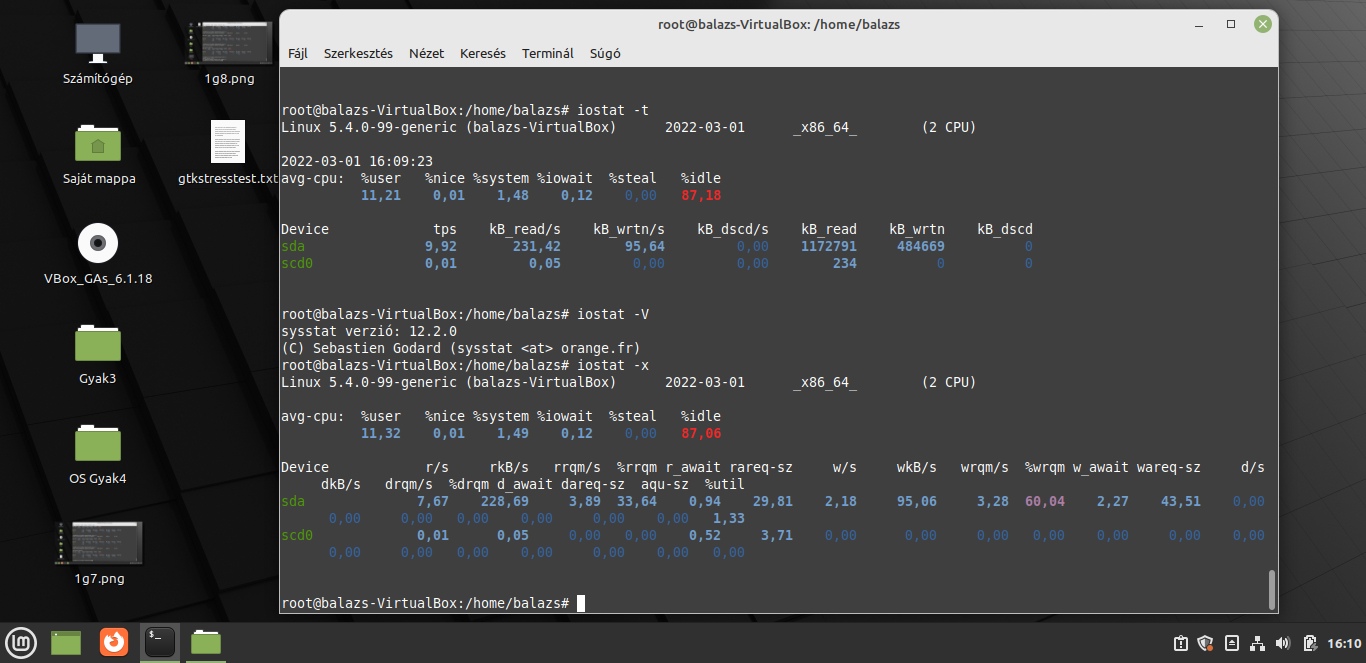 root@balazs-VirtualBox: /home/balazs
Fájl Szerkesztés Nézet Keresés Terminál Súgó
Számítógép
1g8.png
Saját mappa
gtkstresstest.txt
VBox_GAs_6.1.18
Gyak3
OS Gyak4
1g7.png
root@balazs-VirtualBox:/home/balazs# iostat -t
Linux 5.4.0-99-generic (balazs-VirtualBox) 2022-03-01 _x86_64_ (2 CPU)
2022-03-01 16:09:23
avg-cpu: %user %nice %system %iowait %steal %idle
11,21 0,01 1,48 0,12 0,00 87,18
Device tps kB_read/s kB_wrtn/s kB_dscd/s kB_read kB_wrtn kB_dscd
sda 9,92 231,42 95,64 0,00 1172791 484669 0
scd0 0,01 0,05 0,00 0,00 234 0 0
root@balazs-VirtualBox:/home/balazs# iostat -V
sysstat verzió: 12.2.0
(C) Sebastien Godard (sysstat <at> orange.fr)
root@balazs-VirtualBox:/home/balazs# iostat -x
Linux 5.4.0-99-generic (balazs-VirtualBox) 2022-03-01 _x86_64_ (2 CPU)
avg-cpu: %user %nice %system %iowait %steal %idle
11,32 0,01 1,49 0,12 0,00 87,06
Device r/s rkB/s rrqm/s %rrqm r_await rareq-sz w/s wkB/s wrqm/s %wrqm w_await wareq-sz d/s
dkB/s drqm/s %drqm d_await dareq-sz aqu-sz %util
sda 7,67 228,69 3,89 33,64 0,94 29,81 2,18 95,06 3,28 60,04 2,27 43,51 0,00
0,00 0,00 0,00 0,00 0,00 0,00 1,33
scd0 0,01 0,05 0,00 0,00 0,52 3,71 0,00 0,00 0,00 0,00 0,00 0,00 0,00
0,00 0,00 0,00 0,00 0,00 0,00 0,00
root@balazs-VirtualBox:/home/balazs#
16:10